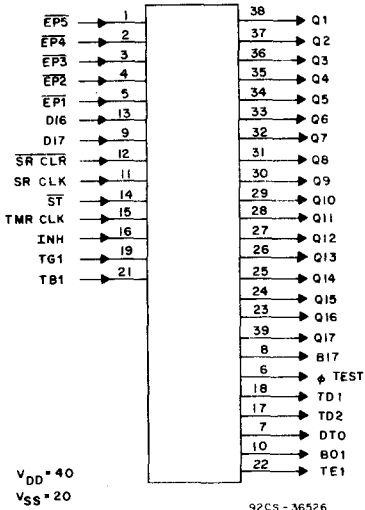 EP5 1 38 Q1
EP4 2 37 Q2
EP3 3 36 Q3
EP2 4 35 Q4
EP1 5 34 Q5
DI6 13 33 Q6
DI7 9 32 Q7
SR CLR 12 31 Q8
SR CLK 11 30 Q9
ST 14 29 Q10
TMR CLK 15 28 Q11
INH 16 27 Q12
TG1 19 26 Q13
TB1 21 25 Q14
24 Q15
23 Q16
39 Q17
8 B17
6 ϕ TEST
18 TD1
17 TD2
7 DTO
10 BO1
22 TE1
VDD = 40
VSS = 20
92CS-36526